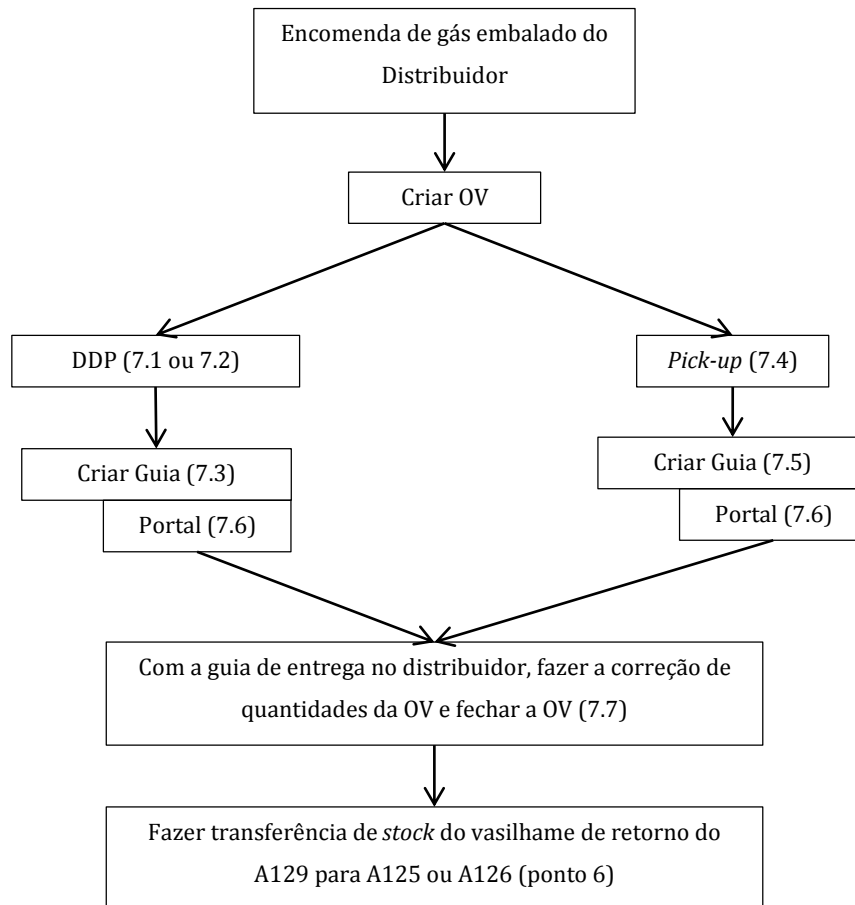 Encomenda de gás embalado do
Distribuidor
Criar OV
DDP (7.1 ou 7.2)
Pick-up (7.4)
Criar Guia (7.3)
Criar Guia (7.5)
Portal (7.6)
Portal (7.6)
Com a guia de entrega no distribuidor, fazer a correção de
quantidades da OV e fechar a OV (7.7)
Fazer transferência de stock do vasilhame de retorno do
A129 para A125 ou A126 (ponto 6)